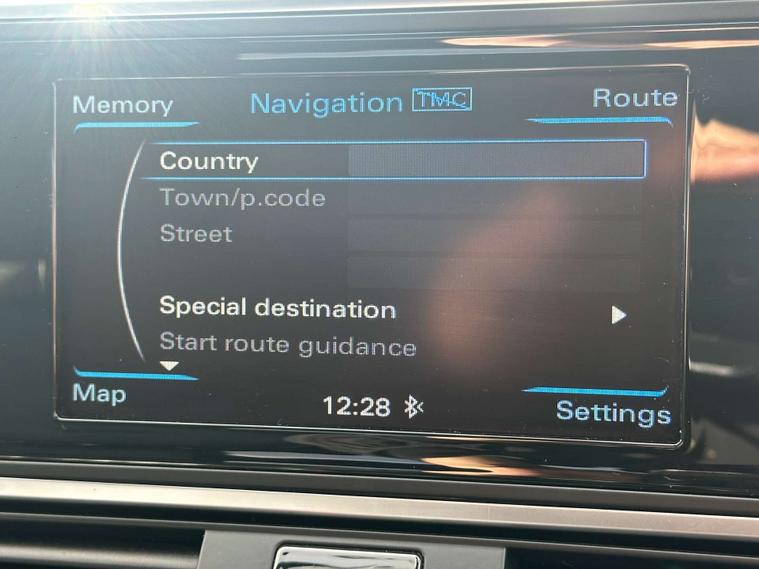 Memory Navigation TMC Route
Country
Town/p.code
Street
Special destination
Start route guidance
Map 12:28 Settings